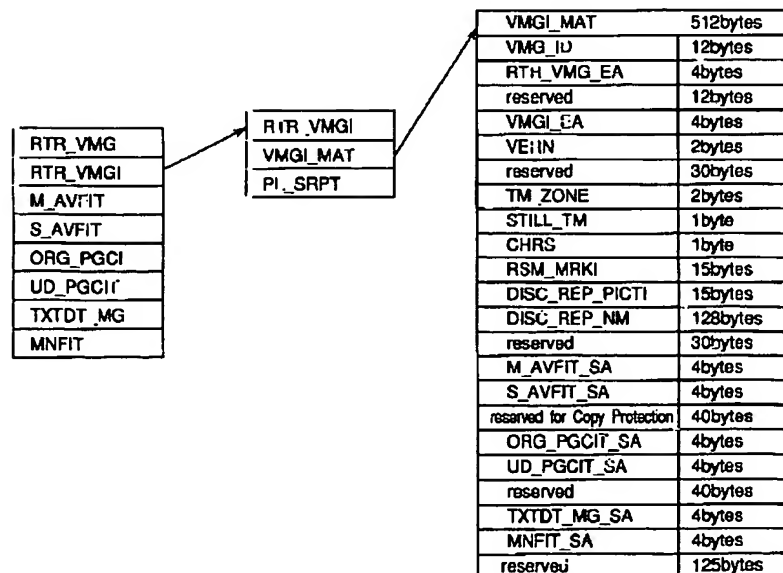 RTR_VMG
RTR_VMGI
M_AVFIT
S_AVFIT
ORG_PGCI
UD_PGCIT
TXTDT_MG
MNFIT
RTR_VMGI
VMGI_MAT
PL_SRPT
VMGI_MAT 512bytes
VMG_ID 12bytes
RTR_VMG_EA 4bytes
reserved 12bytes
VMGI_EA 4bytes
VERN 2bytes
reserved 30bytes
TM_ZONE 2bytes
STILL_TM 1byte
CHRS 1byte
RSM_MRKI 15bytes
DISC_REP_PICTI 15bytes
DISC_REP_NM 128bytes
reserved 30bytes
M_AVFIT_SA 4bytes
S_AVFIT_SA 4bytes
reserved for Copy Protection 40bytes
ORG_PGCIT_SA 4bytes
UD_PGCIT_SA 4bytes
reserved 40bytes
TXTDT_MG_SA 4bytes
MNFIT_SA 4bytes
reserved 125bytes